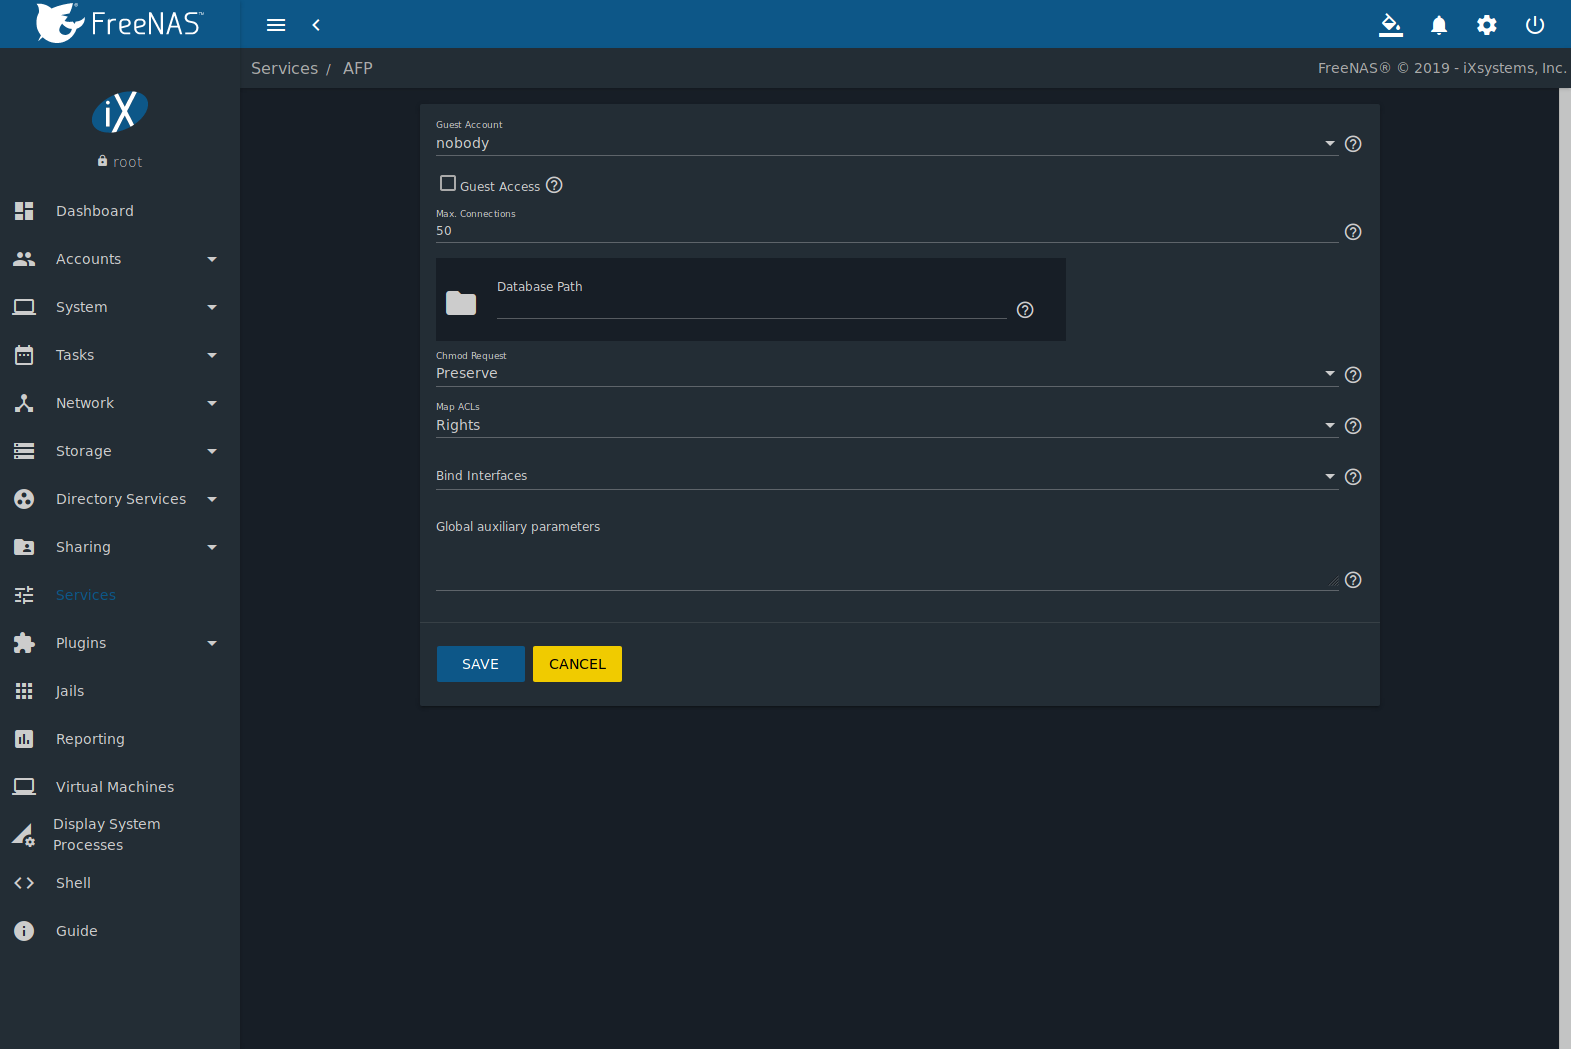 FreeNAS™
Services / AFP
FreeNAS® © 2019 - iXsystems, Inc.
iX
root
Dashboard
Accounts
System
Tasks
Network
Storage
Directory Services
Sharing
Services
Plugins
Jails
Reporting
Virtual Machines
Display System
Processes
Shell
Guide
Guest Account
nobody
Guest Access
Max. Connections
50
Database Path
Chmod Request
Preserve
Map ACLs
Rights
Bind Interfaces
Global auxiliary parameters
SAVE CANCEL